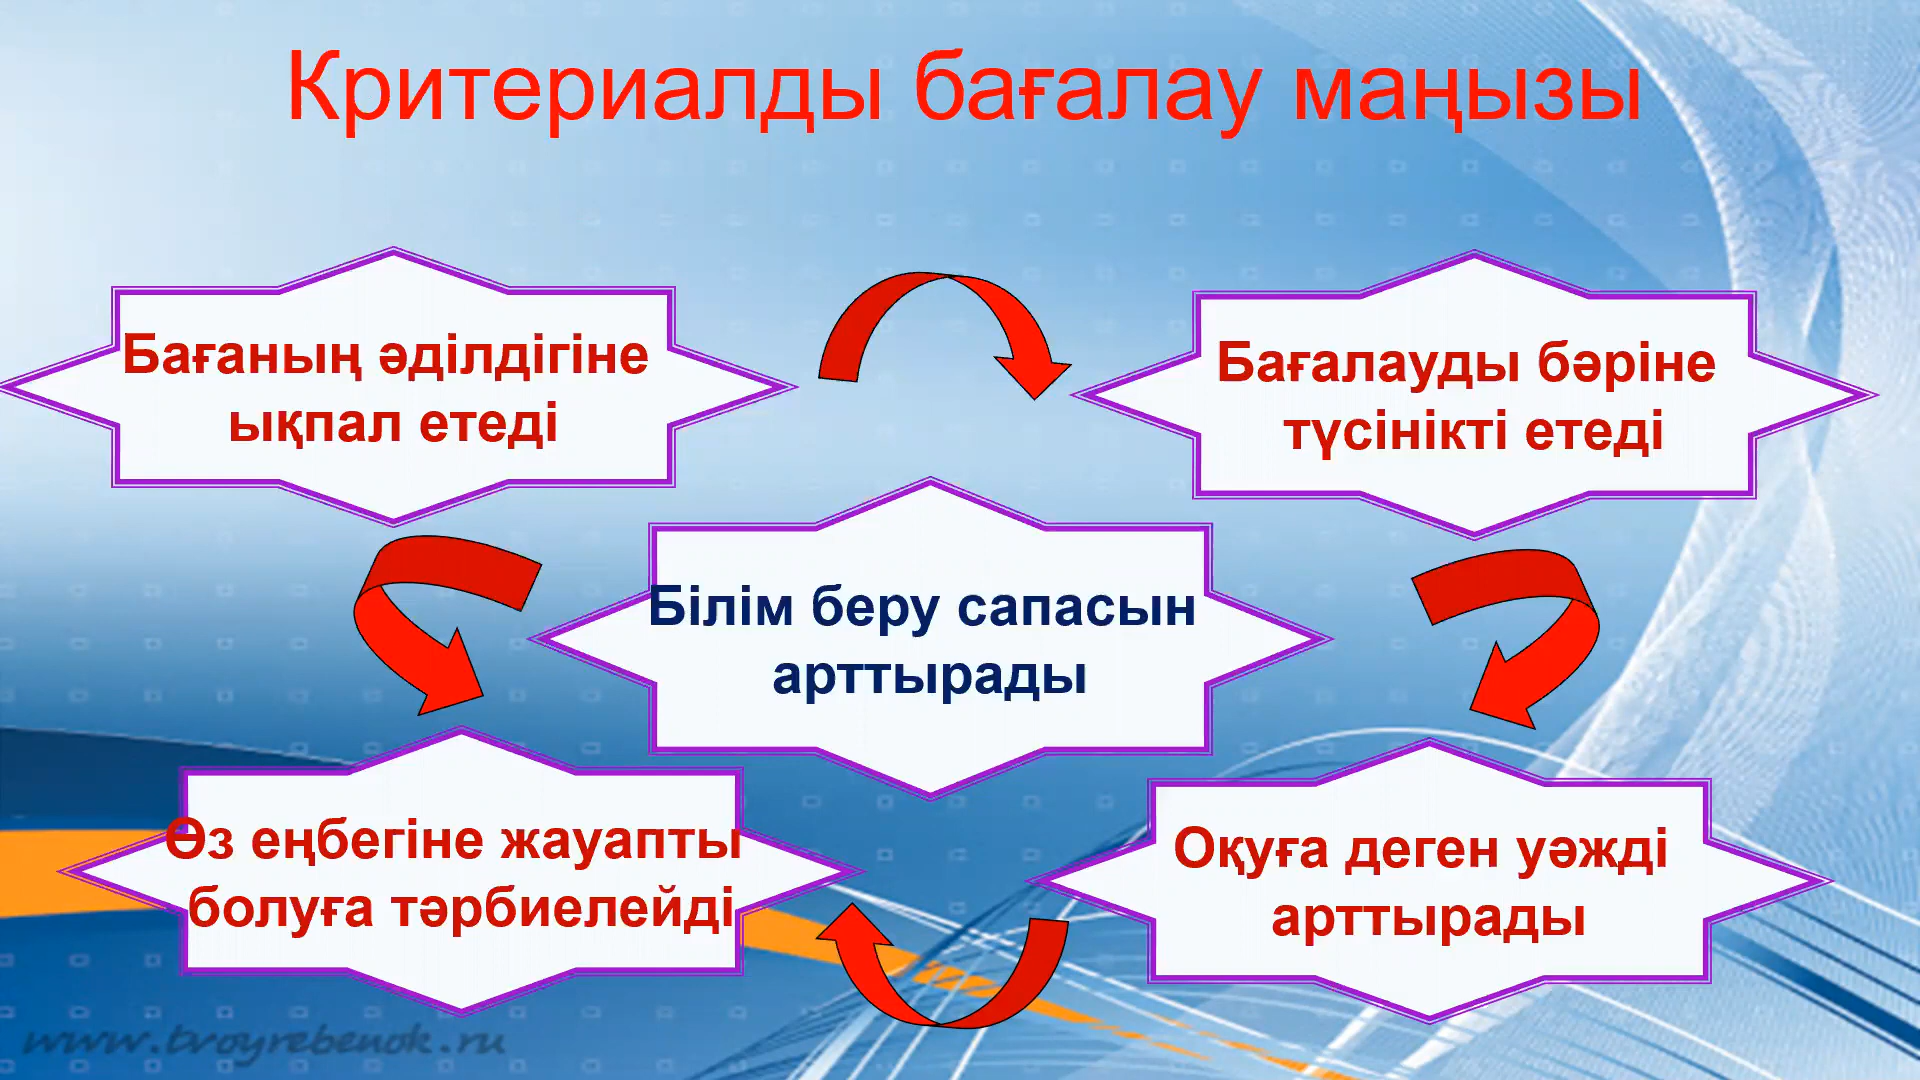 Критериалды бағалау маңызы
Бағаның әділдігіне
ықпал етеді
Бағалауды бәріне
түсінікті етеді
Білім беру сапасын
арттырады
Өз еңбегіне жауапты
болуға тәрбиелейді
Оқуға деген уәжді
арттырады
www.tvoyrebenok.ru